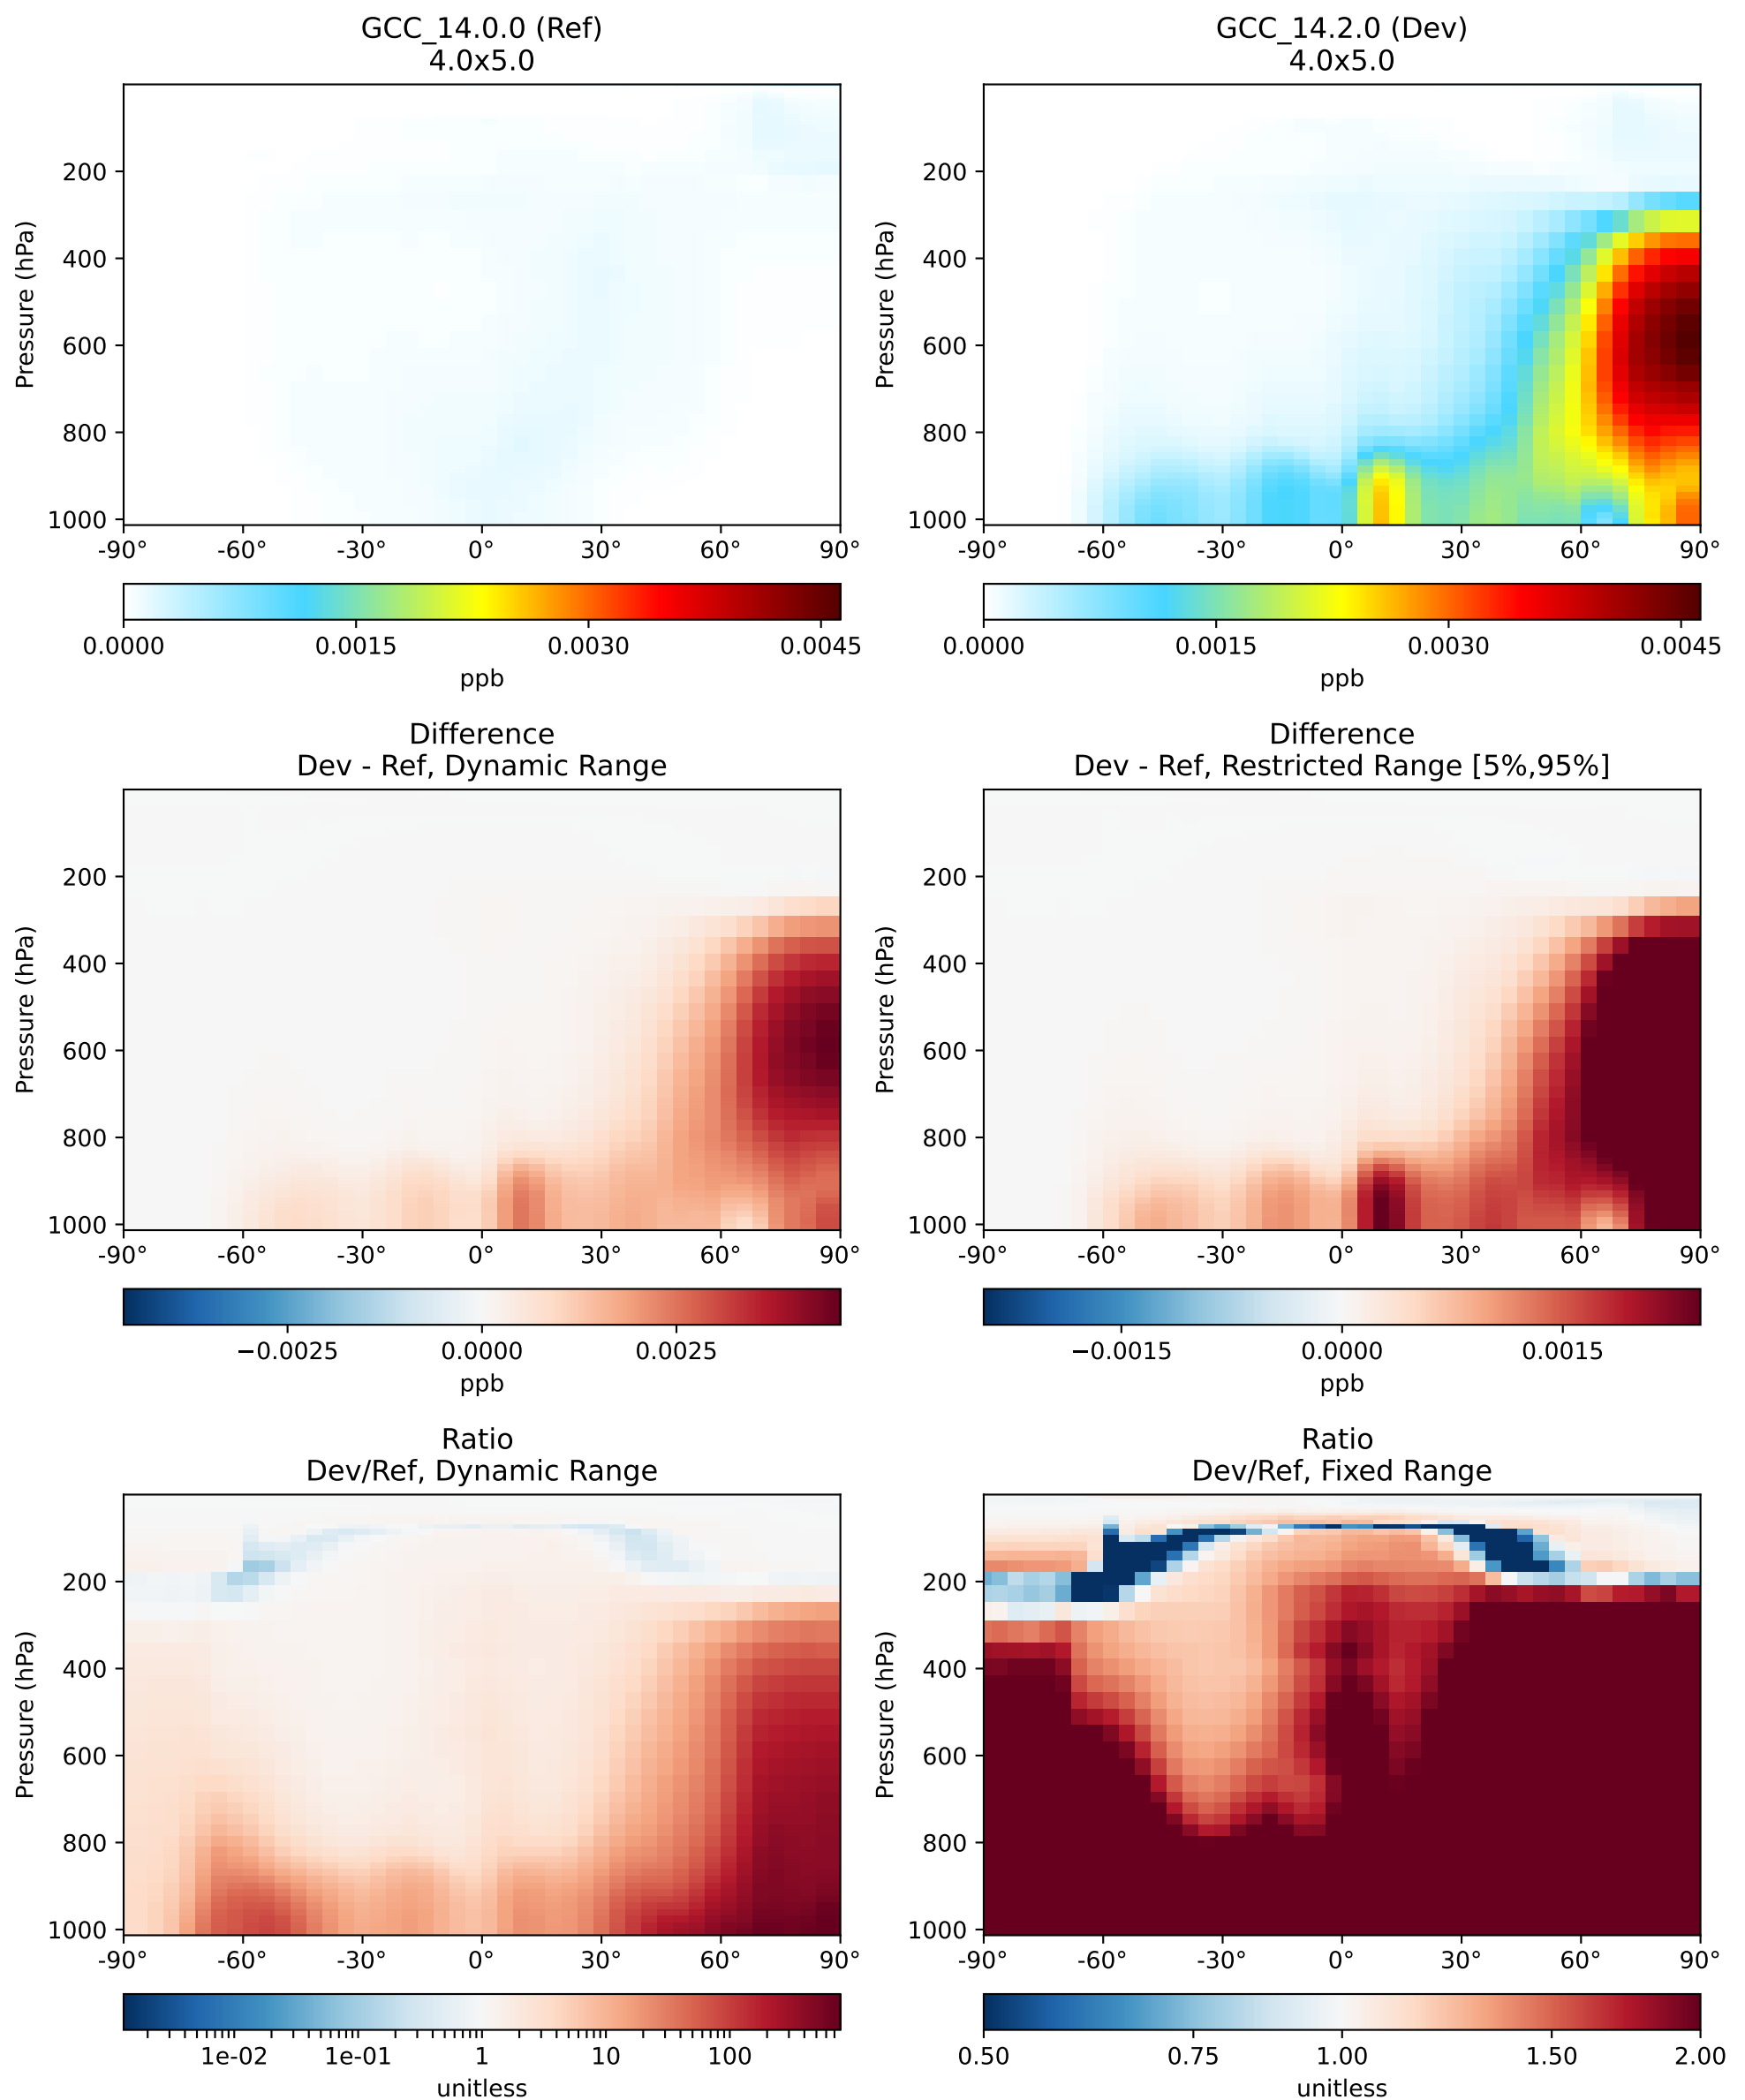 GCC_14.0.0 (Ref)
4.0x5.0
Pressure (hPa)
200
400
600
800
1000
-90° -60° -30° 0° 30° 60° 90°
0.0000 0.0015 0.0030 0.0045
ppb
GCC_14.2.0 (Dev)
4.0x5.0
Pressure (hPa)
200
400
600
800
1000
-90° -60° -30° 0° 30° 60° 90°
0.0000 0.0015 0.0030 0.0045
ppb
Difference
Dev - Ref, Dynamic Range
Pressure (hPa)
200
400
600
800
1000
-90° -60° -30° 0° 30° 60° 90°
−0.0025 0.0000 0.0025
ppb
Difference
Dev - Ref, Restricted Range [5%,95%]
Pressure (hPa)
200
400
600
800
1000
-90° -60° -30° 0° 30° 60° 90°
−0.0015 0.0000 0.0015
ppb
Ratio
Dev/Ref, Dynamic Range
Pressure (hPa)
200
400
600
800
1000
-90° -60° -30° 0° 30° 60° 90°
1e-02 1e-01 1 10 100
unitless
Ratio
Dev/Ref, Fixed Range
Pressure (hPa)
200
400
600
800
1000
-90° -60° -30° 0° 30° 60° 90°
0.50 0.75 1.00 1.50 2.00
unitless